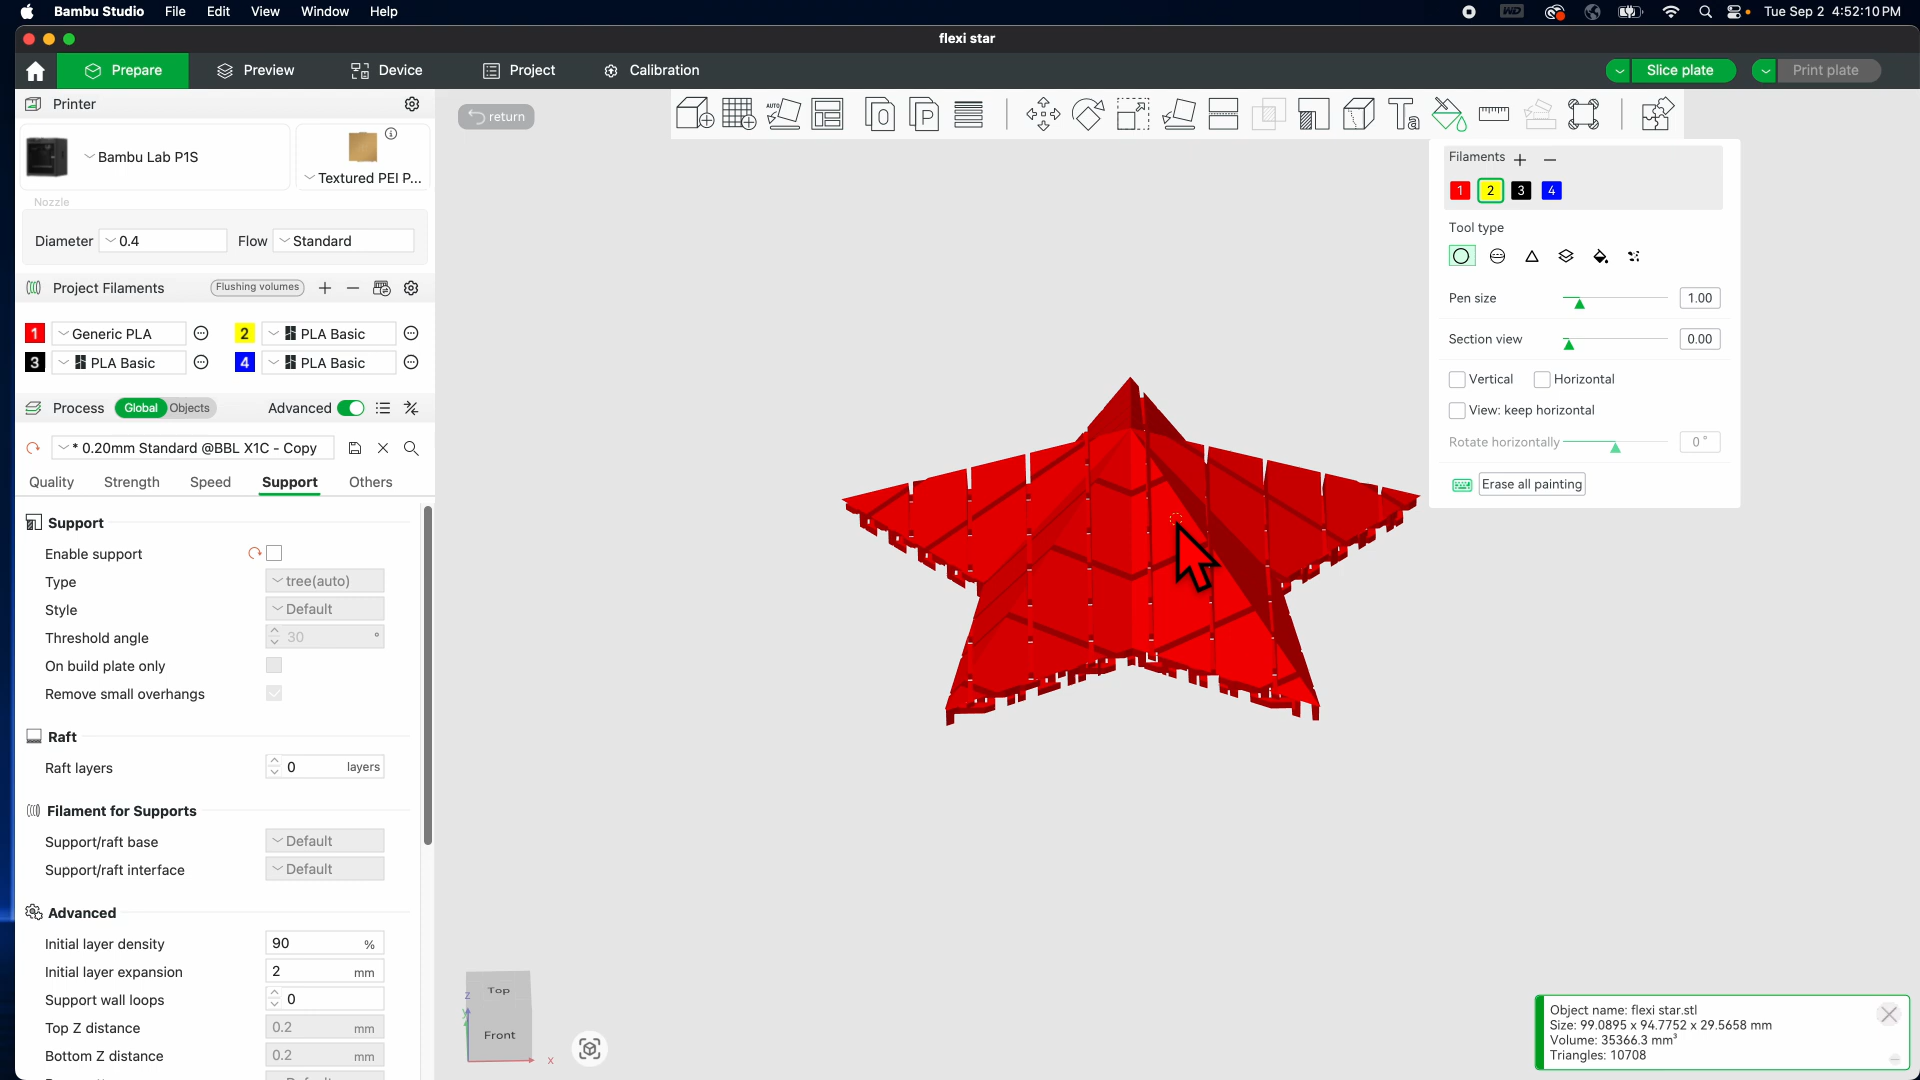 Bambu Studio File Edit View Window Help
WD
Tue Sep 2 4:52:10 PM
flexi star
Prepare Preview Device Project Calibration
Slice plate Print plate
Printer
return
AUTO
Bambu Lab P1S
Textured PEI P...
Nozzle
Diameter 0.4 Flow Standard
Project Filaments Flushing volumes
1 Generic PLA 2 PLA Basic
3 PLA Basic 4 PLA Basic
Process Global Objects Advanced
* 0.20mm Standard @BBL X1C - Copy
Quality Strength Speed Support Others
Support
Enable support
Type tree(auto)
Style Default
Threshold angle 30 °
On build plate only
Remove small overhangs
Raft
Raft layers 0 layers
Filament for Supports
Support/raft base Default
Support/raft interface Default
Advanced
Initial layer density 90 %
Initial layer expansion 2 mm
Support wall loops 0
Top Z distance 0.2 mm
Bottom Z distance 0.2 mm
Filaments
1 2 3 4
Tool type
Pen size 1.00
Section view 0.00
Vertical Horizontal
View: keep horizontal
Rotate horizontally 0 °
Erase all painting
Top
Front
z
y
x
Object name: flexi star.stl
Size: 99.0895 x 94.7752 x 29.5658 mm
Volume: 35366.3 mm³
Triangles: 10708